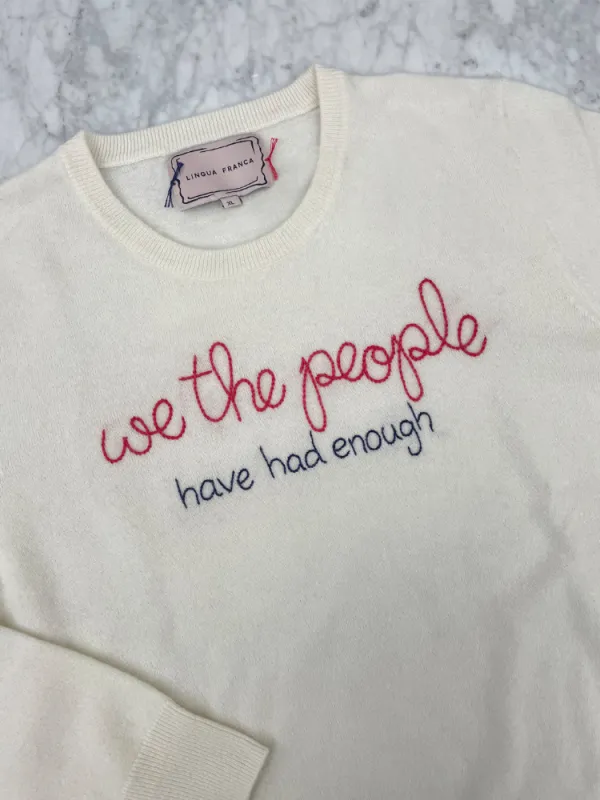 LINGUA FRANCA
XL
we the people
have had enough